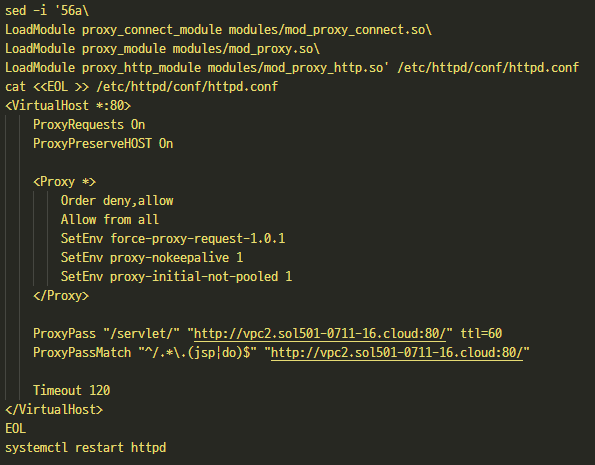 sed -i '56a\
LoadModule proxy_connect_module modules/mod_proxy_connect.so\
LoadModule proxy_module modules/mod_proxy.so\
LoadModule proxy_http_module modules/mod_proxy_http.so' /etc/httpd/conf/httpd.conf
cat <<EOL >> /etc/httpd/conf/httpd.conf
<VirtualHost *:80>
    ProxyRequests On
    ProxyPreserveHOST On

    <Proxy *>
        Order deny,allow
        Allow from all
        SetEnv force-proxy-request-1.0.1
        SetEnv proxy-nokeepalive 1
        SetEnv proxy-initial-not-pooled 1
    </Proxy>

    ProxyPass "/servlet/" "http://vpc2.sol501-0711-16.cloud:80/" ttl=60
    ProxyPassMatch "^/.*\.(jsp|do)$" "http://vpc2.sol501-0711-16.cloud:80/"

    Timeout 120
</VirtualHost>
EOL
systemctl restart httpd